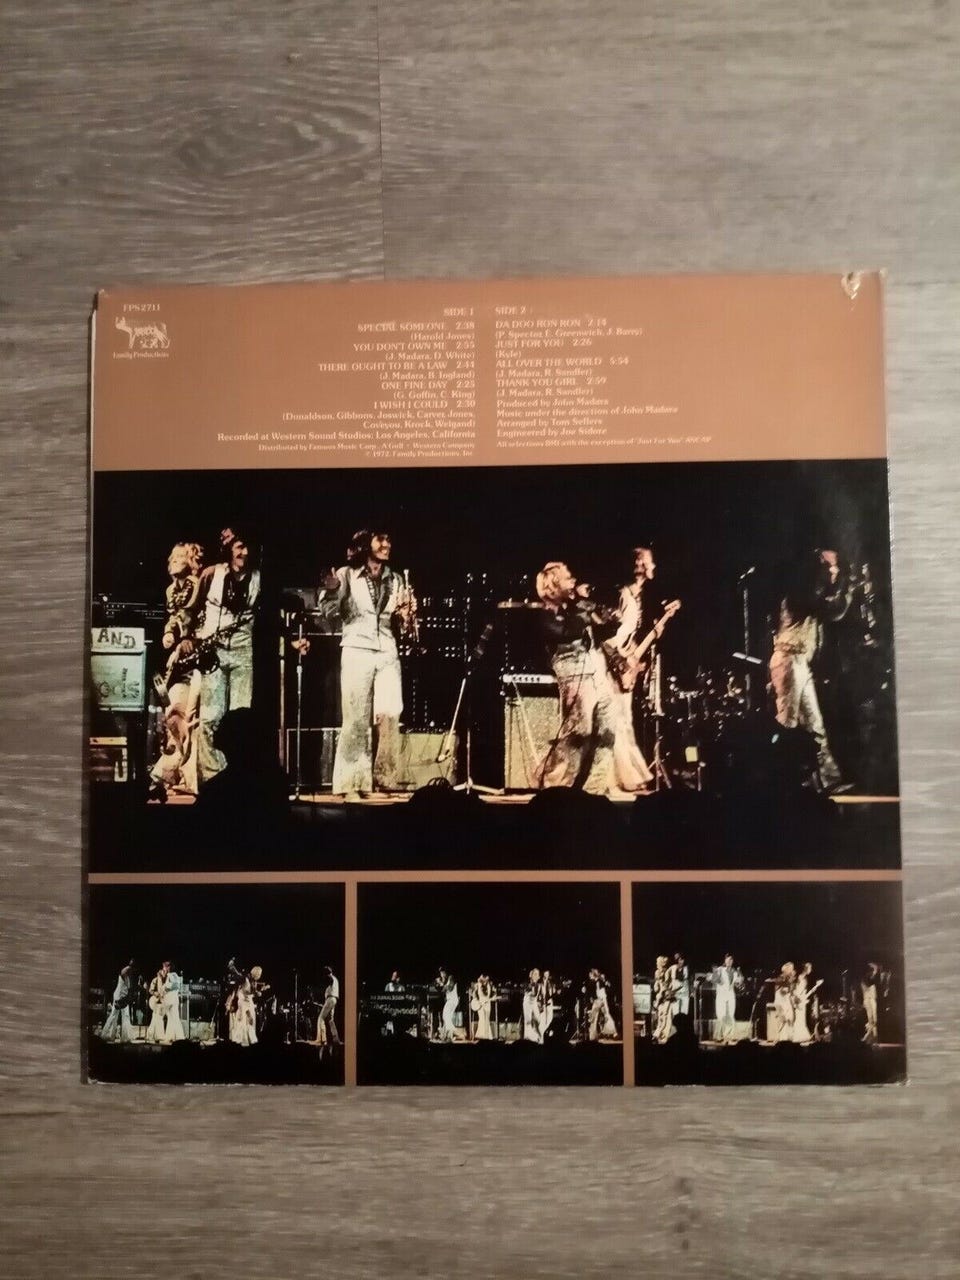 FPS 2711
Family Productions
SIDE 1
SPECIAL SOMEONE 2:38
(Harold Jones)
YOU DON'T OWN ME 2:55
(J. Madara, D. White)
THERE OUGHT TO BE A LAW 2:44
(J. Madara, B. Ingland)
ONE FINE DAY 2:25
(G. Goffin, C. King)
I WISH I COULD 2:30
(Donaldson, Gibbons, Joswick, Carver, Jones,
Coveyou, Krock, Weigand)
Recorded at Western Sound Studios; Los Angeles, California
Distributed by Famous Music Corp., A Gulf + Western Company
© 1972, Family Productions, Inc
SIDE 2
DA DOO RON RON 2:14
(P. Spector, E. Greenwich, J. Barry)
JUST FOR YOU 2:26
(Kyle)
ALL OVER THE WORLD 5:54
(J. Madara, R. Sandler)
THANK YOU GIRL 2:59
(J. Madara, R. Sandler)
Produced by John Madara
Music under the direction of John Madara
Arranged by Tom Sellers
Engineered by Joe Sidore
All selections BMI with the exception of "Just For You" ASCAP
AND
ods
The Heywoods